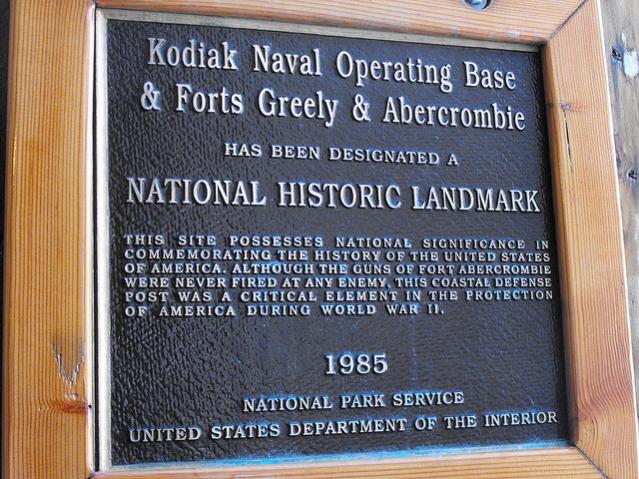 Kodiak Naval Operating Base
& Forts Greely & Abercrombie
HAS BEEN DESIGNATED A
NATIONAL HISTORIC LANDMARK
THIS SITE POSSESSES NATIONAL SIGNIFICANCE IN
COMMEMORATING THE HISTORY OF THE UNITED STATES
OF AMERICA. ALTHOUGH THE GUNS OF FORT ABERCROMBIE
WERE NEVER FIRED AT ANY ENEMY, THIS COASTAL DEFENSE
POST WAS A CRITICAL ELEMENT IN THE PROTECTION
OF AMERICA DURING WORLD WAR II.
1985
NATIONAL PARK SERVICE
UNITED STATES DEPARTMENT OF THE INTERIOR